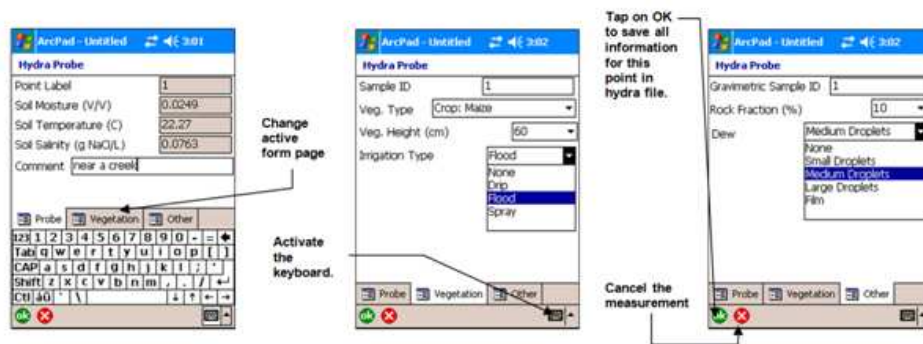 Tap on OK
to save all
information
for this
point in
hydra file.
ArcPad - Untitled 3:01
Hydra Probe
Point Label 1
Soil Moisture (V/V) 0.0249
Soil Temperature (C) 22.27
Soil Salinity (g NaCl/L) 0.0763
Comment near a creek
Probe Vegetation Other
123 1 2 3 4 5 6 7 8 9 0 - =
Tab q w e r t y u i o p [ ]
CAP a s d f g h j k l ; '
Shift z x c v b n m , . /
Ctl áü ` \
ok
Change
active
form page
Activate
the
keyboard.
ArcPad - Untitled 3:02
Hydra Probe
Sample ID 1
Veg. Type Crop: Maize
Veg. Height (cm) 60
Irrigation Type Flood
None
Drip
Flood
Spray
Probe Vegetation Other
ok
Cancel the
measurement
ArcPad - Untitled 3:02
Hydra Probe
Gravimetric Sample ID 1
Rock Fraction (%) 10
Dew Medium Droplets
None
Small Droplets
Medium Droplets
Large Droplets
Film
Probe Vegetation Other
ok